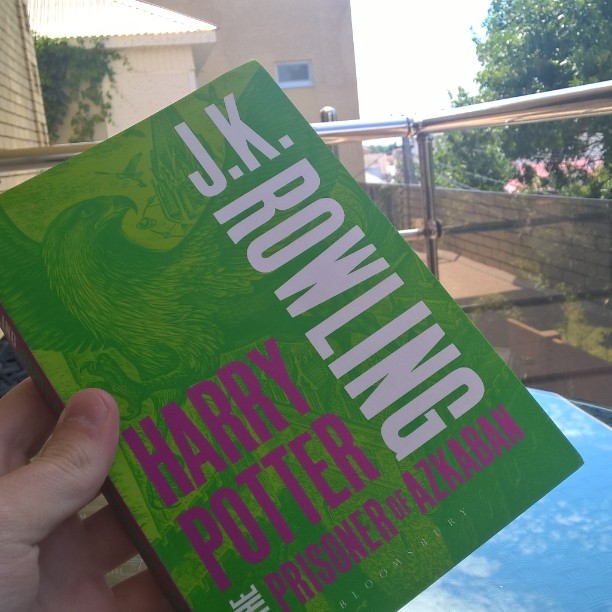 J.K.
ROWLING
HARRY
POTTER
THE
PRISONER OF AZKABAN
BLOOMSBURY